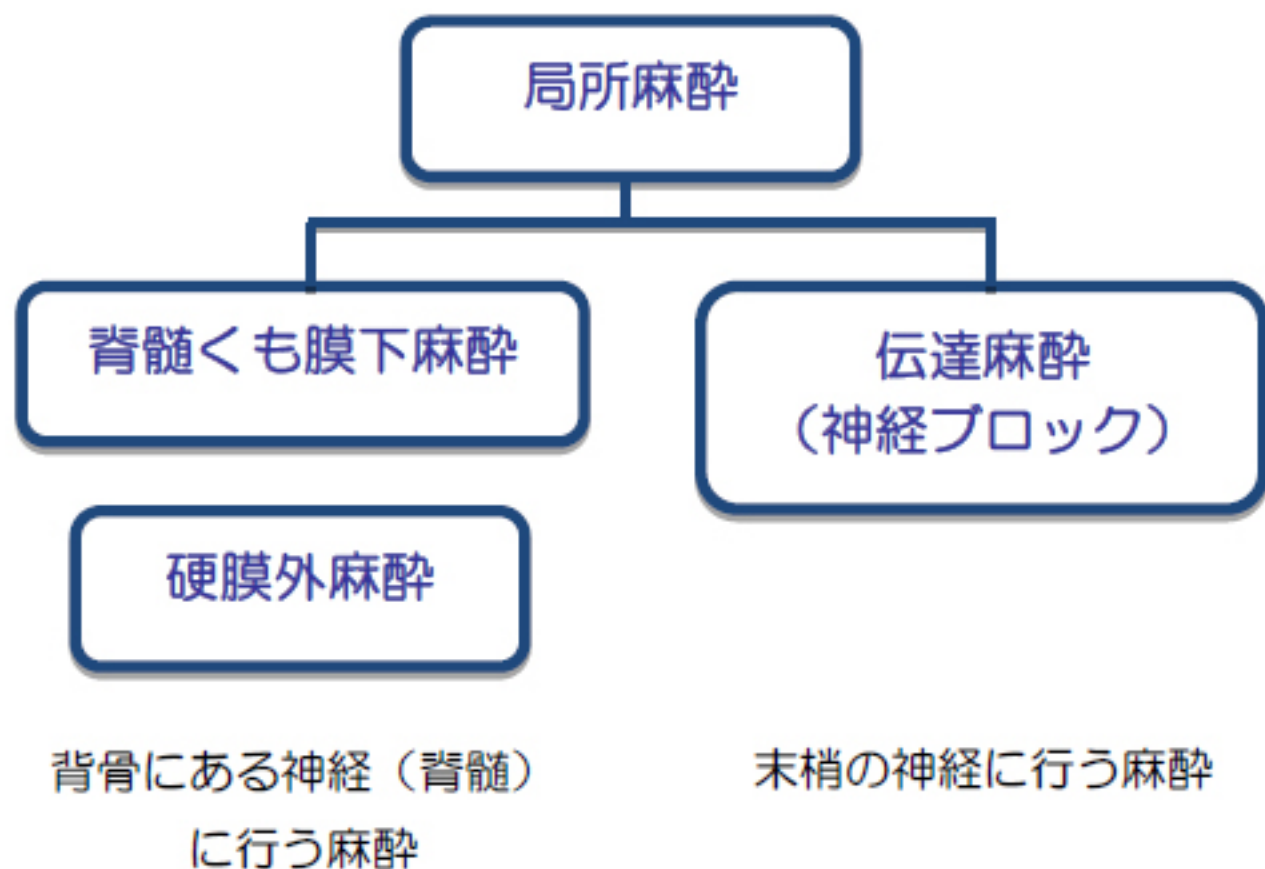 局所麻酔
脊髄くも膜下麻酔
伝達麻酔
（神経ブロック）
硬膜外麻酔
背骨にある神経（脊髄）
に行う麻酔
末梢の神経に行う麻酔